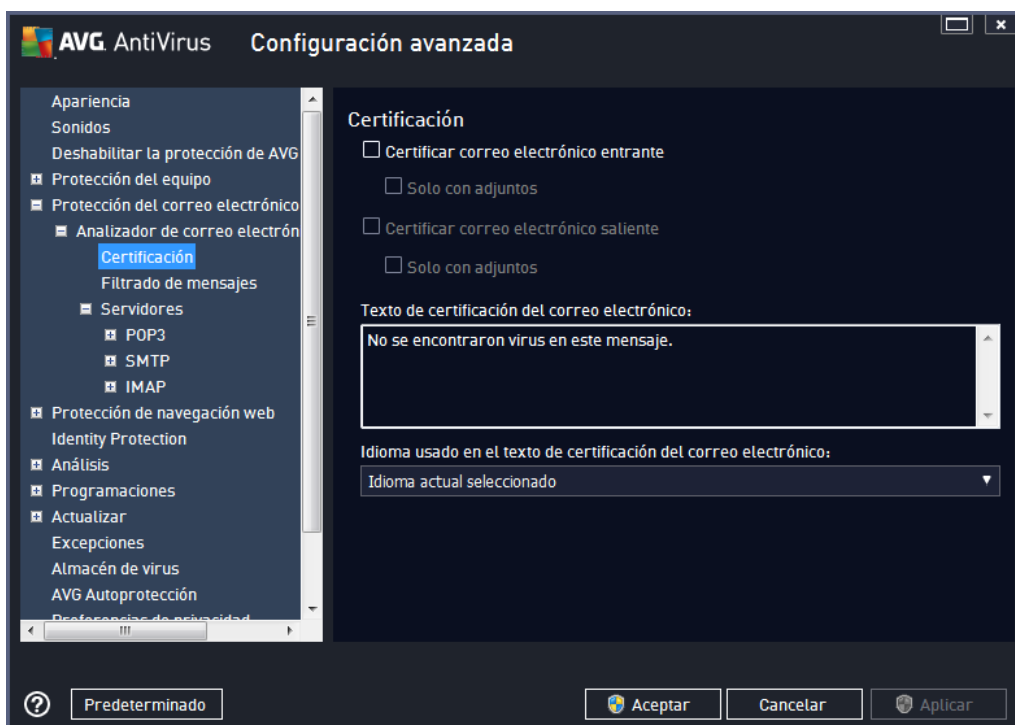 AVG. AntiVirus Configuración avanzada
Apariencia
Sonidos
Deshabilitar la protección de AVG
Protección del equipo
Protección del correo electrónico
Analizador de correo electrón
Certificación
Filtrado de mensajes
Servidores
POP3
SMTP
IMAP
Protección de navegación web
Identity Protection
Análisis
Programaciones
Actualizar
Excepciones
Almacén de virus
AVG Autoprotección
Preferencias de privacidad
Certificación
Certificar correo electrónico entrante
Solo con adjuntos
Certificar correo electrónico saliente
Solo con adjuntos
Texto de certificación del correo electrónico:
No se encontraron virus en este mensaje.
Idioma usado en el texto de certificación del correo electrónico:
Idioma actual seleccionado
Predeterminado
Aceptar
Cancelar
Aplicar